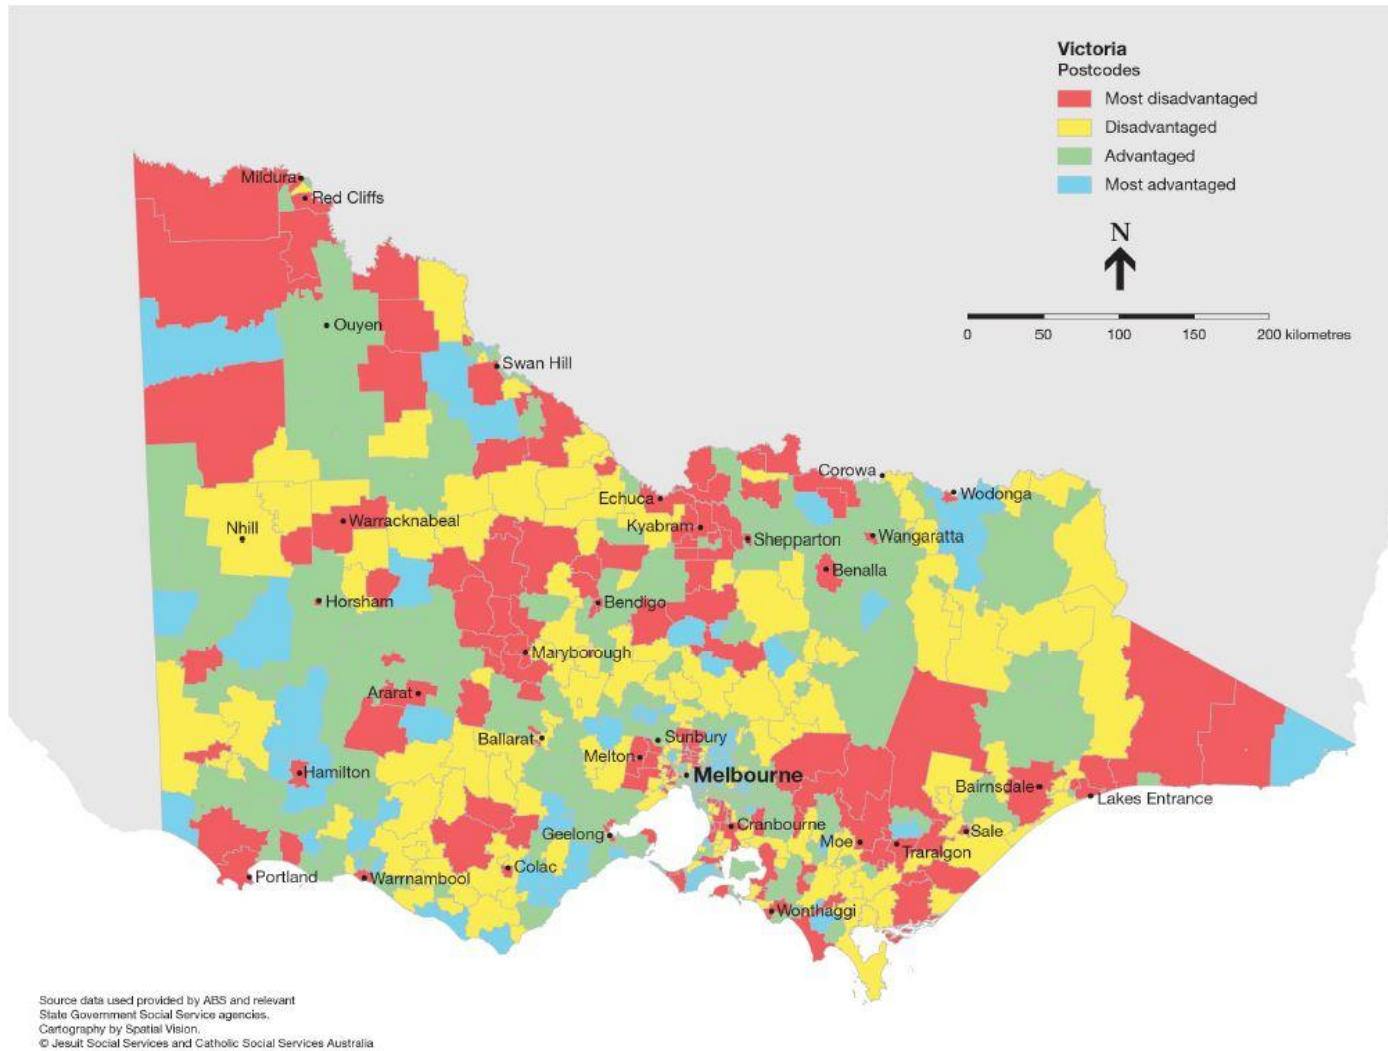 Victoria
Postcodes
Most disadvantaged
Disadvantaged
Advantaged
Most advantaged
N
0 50 100 150 200 kilometres
Mildura
Red Cliffs
Ouyen
Swan Hill
Corowa
Wodonga
Echuca
Warracknabeal
Kyabram
Nhill
Shepparton
Wangaratta
Benalla
Horsham
Bendigo
Maryborough
Ararat
Ballarat
Sunbury
Melton
Melbourne
Hamilton
Bairnsdale
Lakes Entrance
Geelong
Cranbourne
Sale
Moe
Traralgon
Colac
Portland
Warrnambool
Wonthaggi
Source data used provided by ABS and relevant
State Government Social Service agencies.
Cartography by Spatial Vision.
© Jesuit Social Services and Catholic Social Services Australia